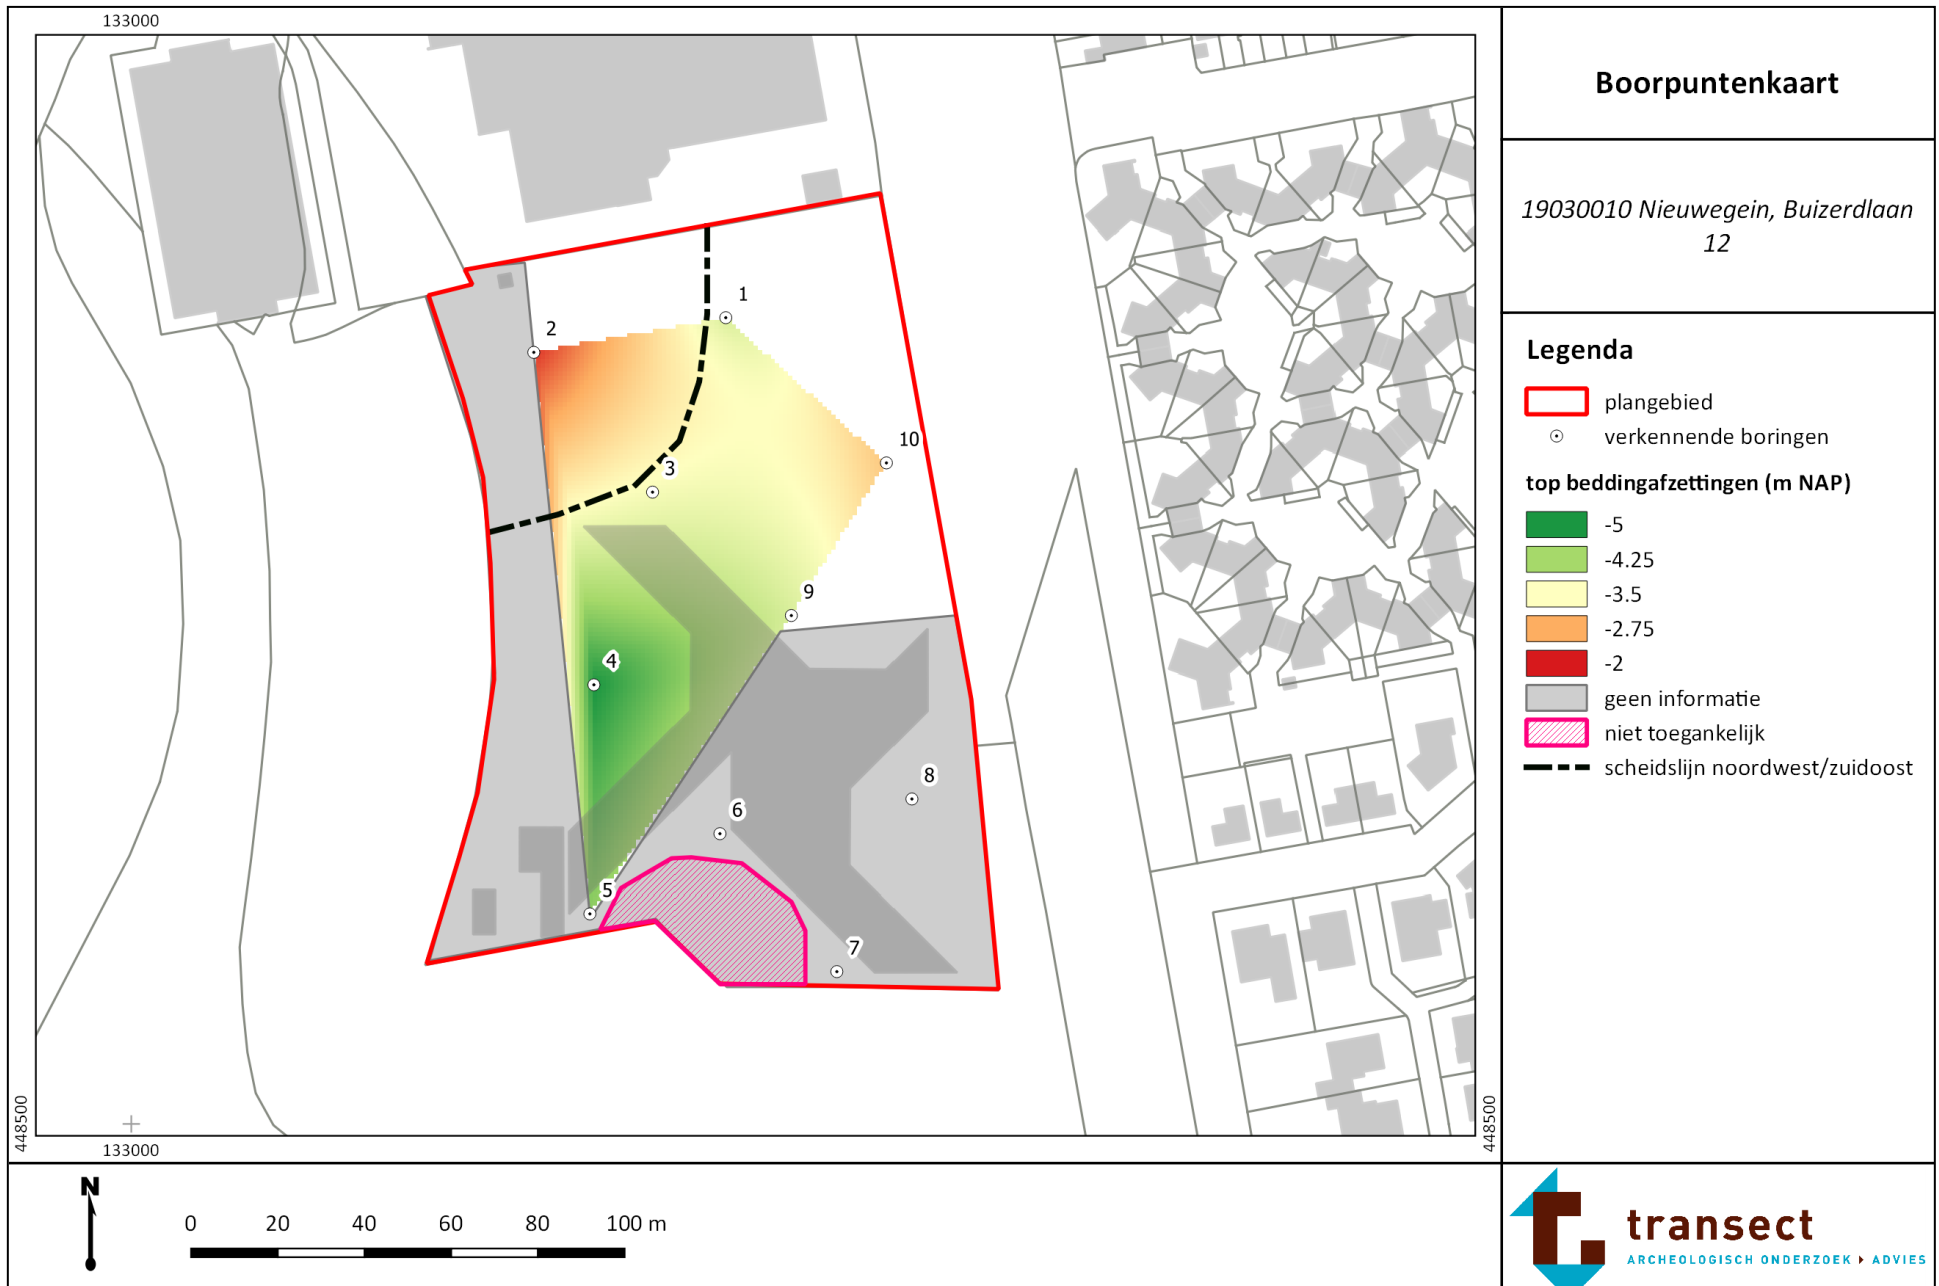 133000
Boorpuntenkaart
19030010 Nieuwegein, Buizerdlaan
12
Legenda
plangebied
verkennende boringen
top beddingafzettingen (m NAP)
-5
-4.25
-3.5
-2.75
-2
geen informatie
niet toegankelijk
scheidslijn noordwest/zuidoost
1
2
10
3
9
4
8
6
5
7
448500
448500
133000
N
0 20 40 60 80 100 m
transect
ARCHEOLOGISCH ONDERZOEK ▸ ADVIES